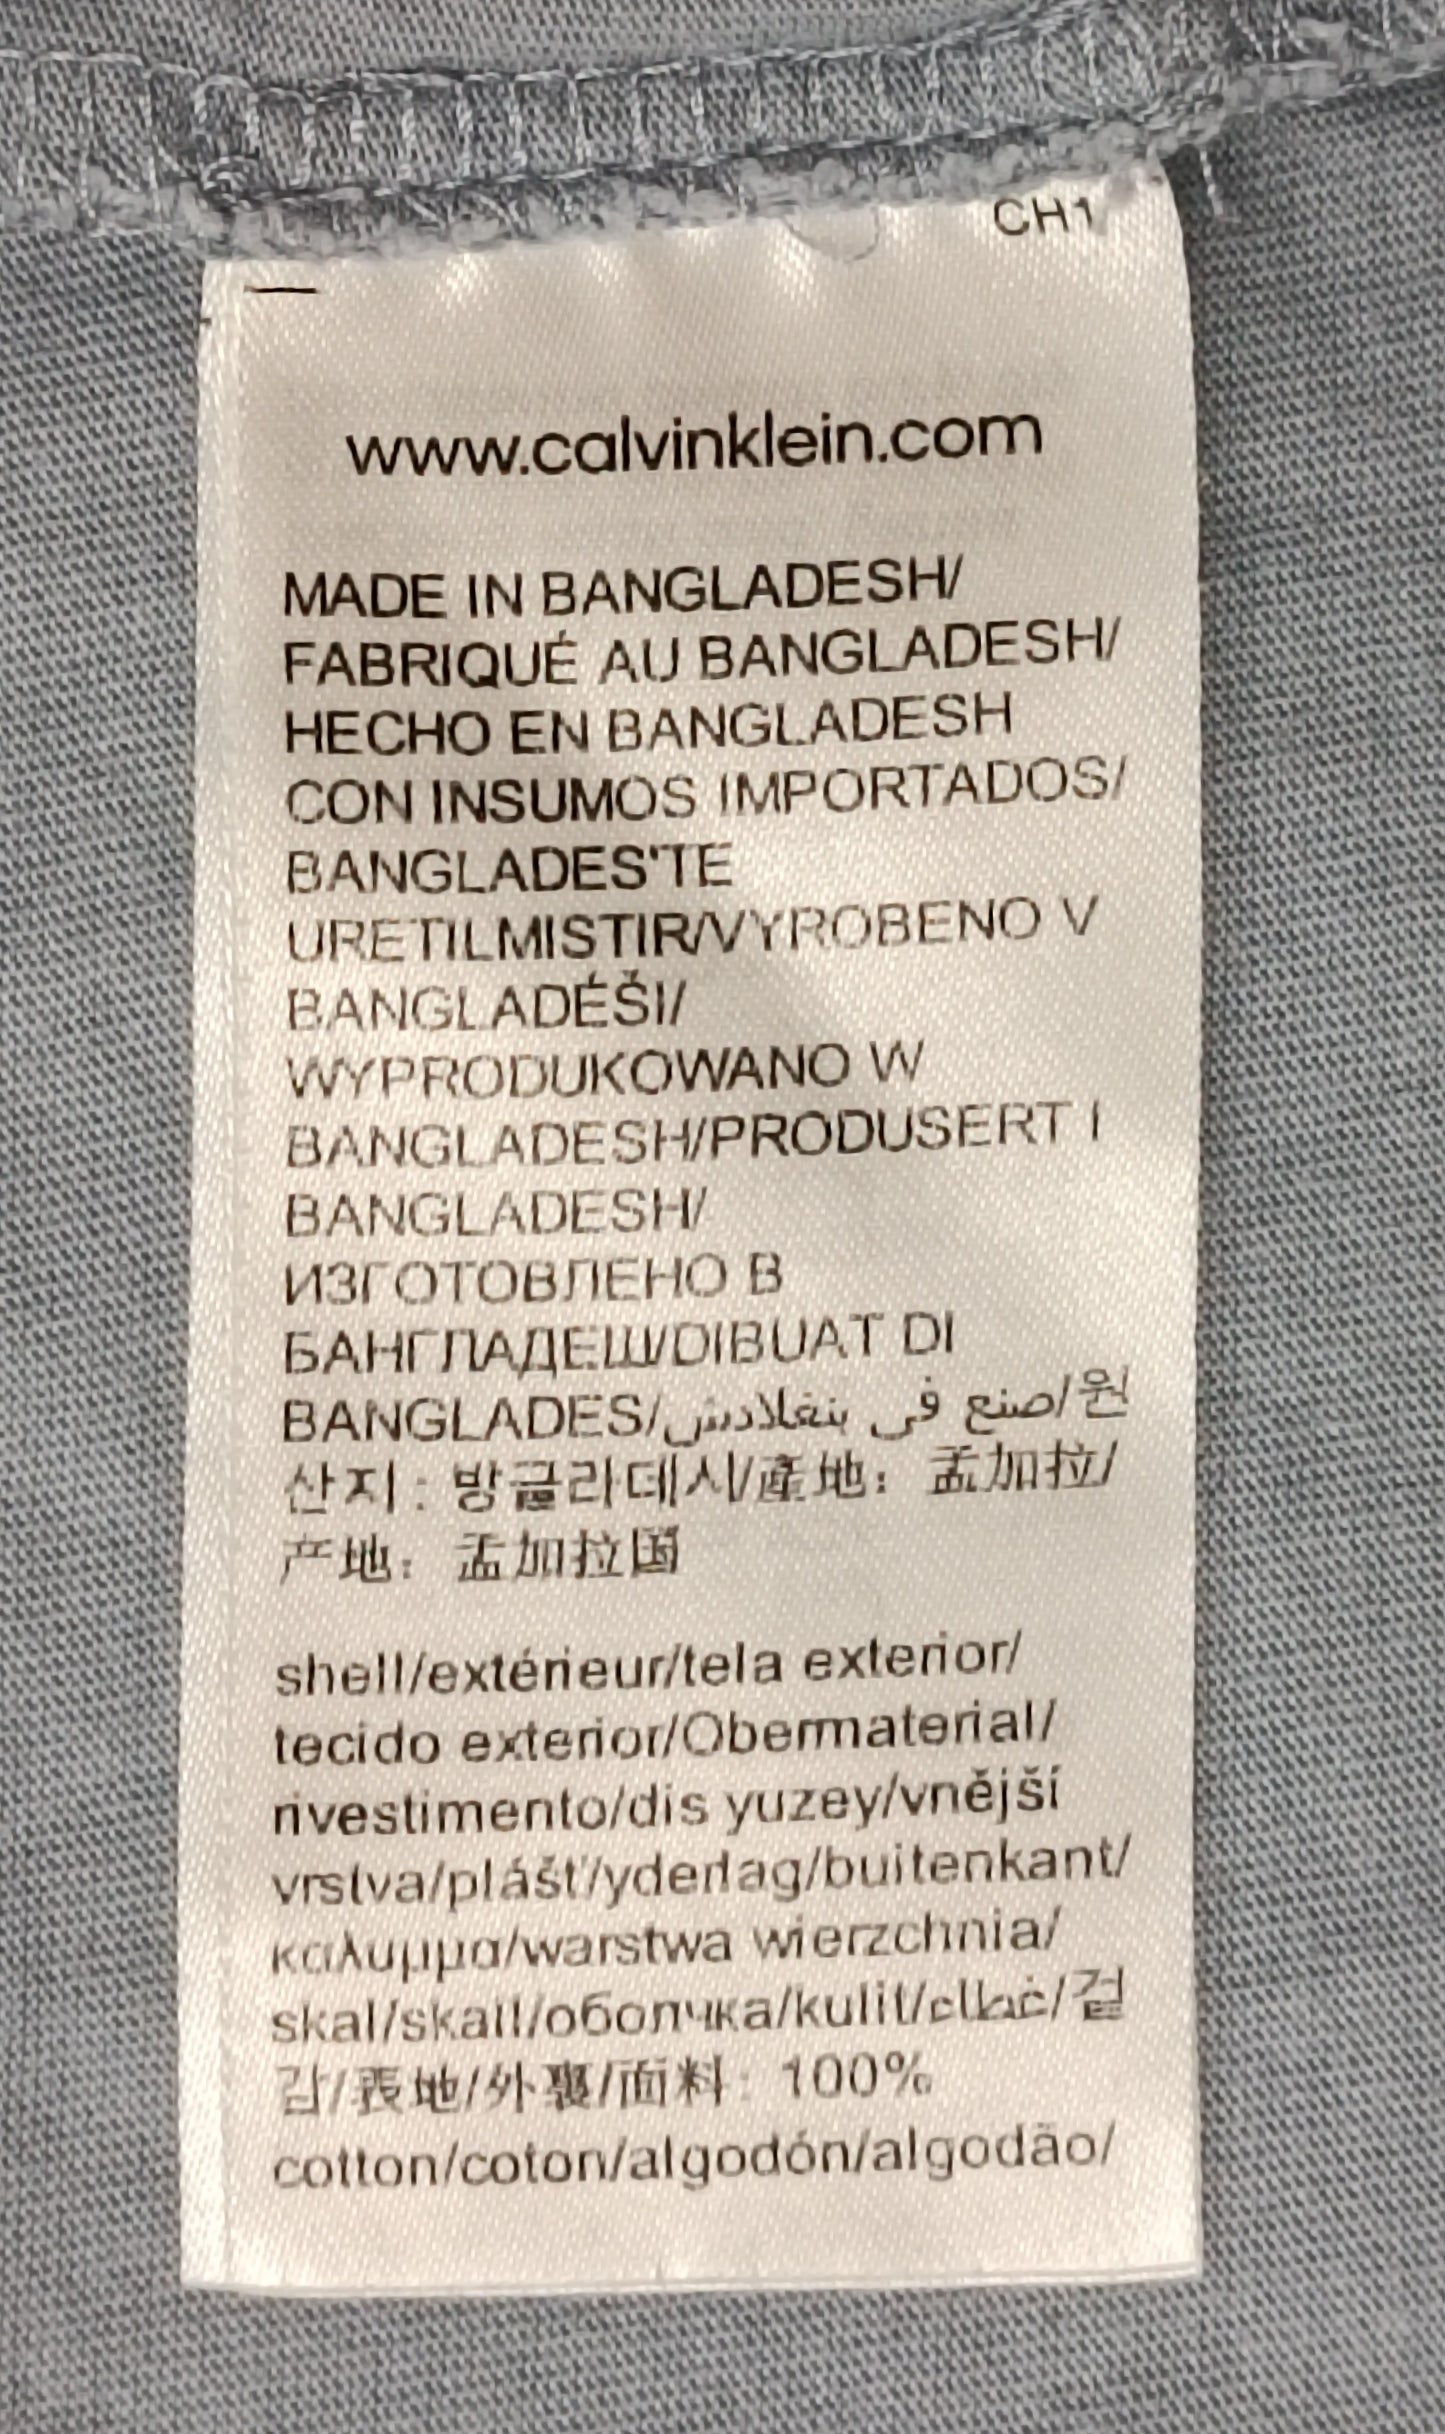 CH1
www.calvinklein.com
MADE IN BANGLADESH/
FABRIQUÉ AU BANGLADESH/
HECHO EN BANGLADESH
CON INSUMOS IMPORTADOS/
BANGLADES'TE
URETILMISTIR/VYROBENO V
BANGLADÉŠI/
WYPRODUKOWANO W
BANGLADESH/PRODUSERT I
BANGLADESH/
ИЗГОТОВЛЕНО В
БАНГЛАДЕШ/DIBUAT DI
BANGLADES/صنع في بنغلادش/원
산지: 방글라데시/產地: 孟加拉/
产地: 孟加拉国
shell/extérieur/tela exterior/
tecido exterior/Obermaterial/
rivestimento/dis yuzey/vnější
vrstva/plášť/yderlag/buitenkant/
καλυμμα/warstwa wierzchnia/
skal/skall/оболчка/kulit/غطاء/겉
감/表地/外裏/面料: 100%
cotton/coton/algodón/algodão/